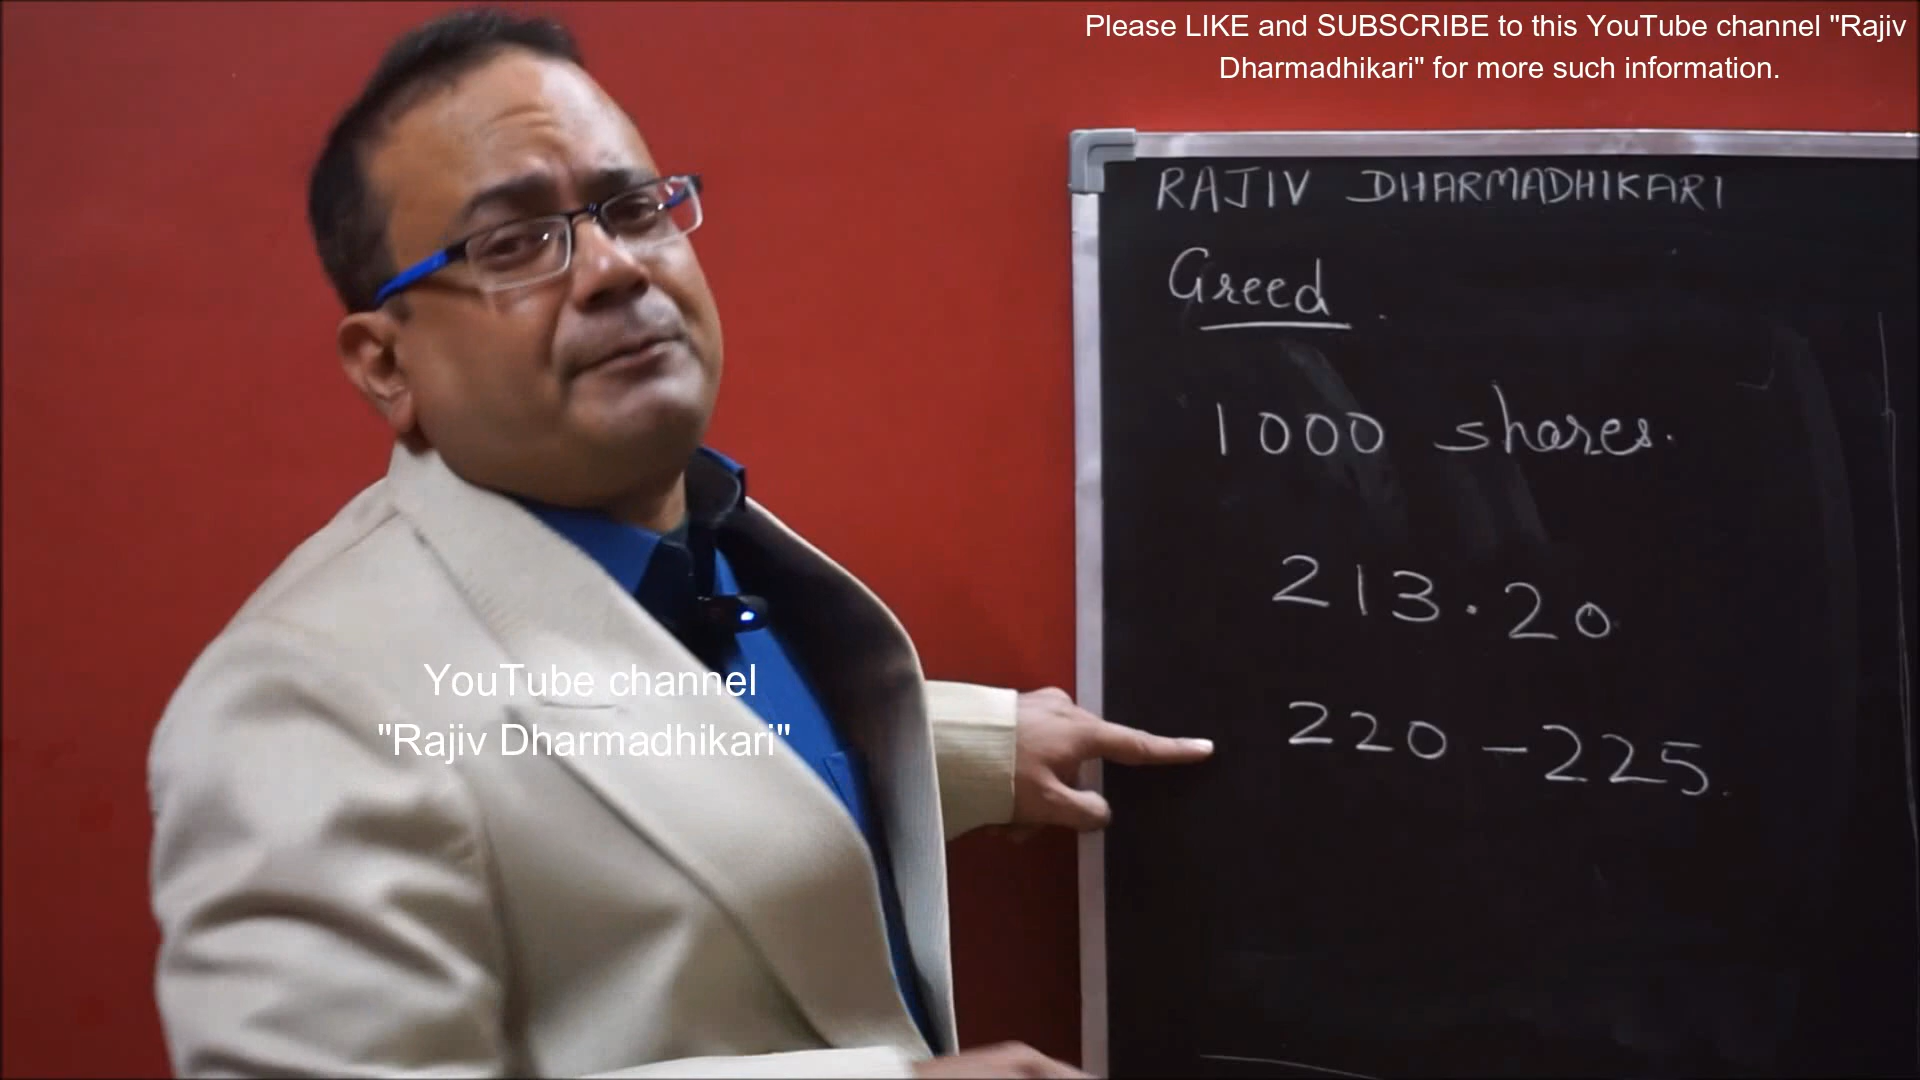 Please LIKE and SUBSCRIBE to this YouTube channel "Rajiv
Dharmadhikari" for more such information.
RAJIV DHARMADHIKARI
Greed
1000 shares.
213.20
220 - 225
YouTube channel
"Rajiv Dharmadhikari"